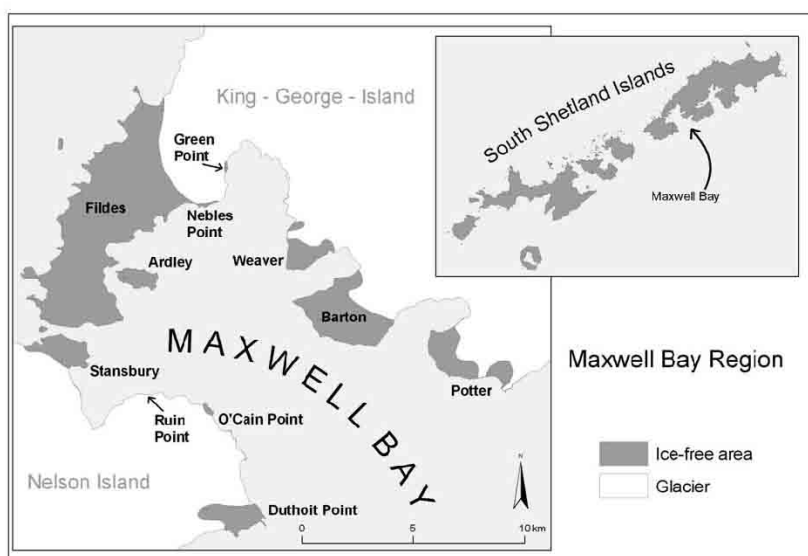 King - George - Island
Green
Point
Fildes
Nebles
Point
Ardley
Weaver
Barton
MAXWELL BAY
Stansbury
Potter
Ruin
Point
O'Cain Point
Nelson Island
Duthoit Point
N
0 5 10 km
South Shetland Islands
Maxwell Bay
Maxwell Bay Region
Ice-free area
Glacier